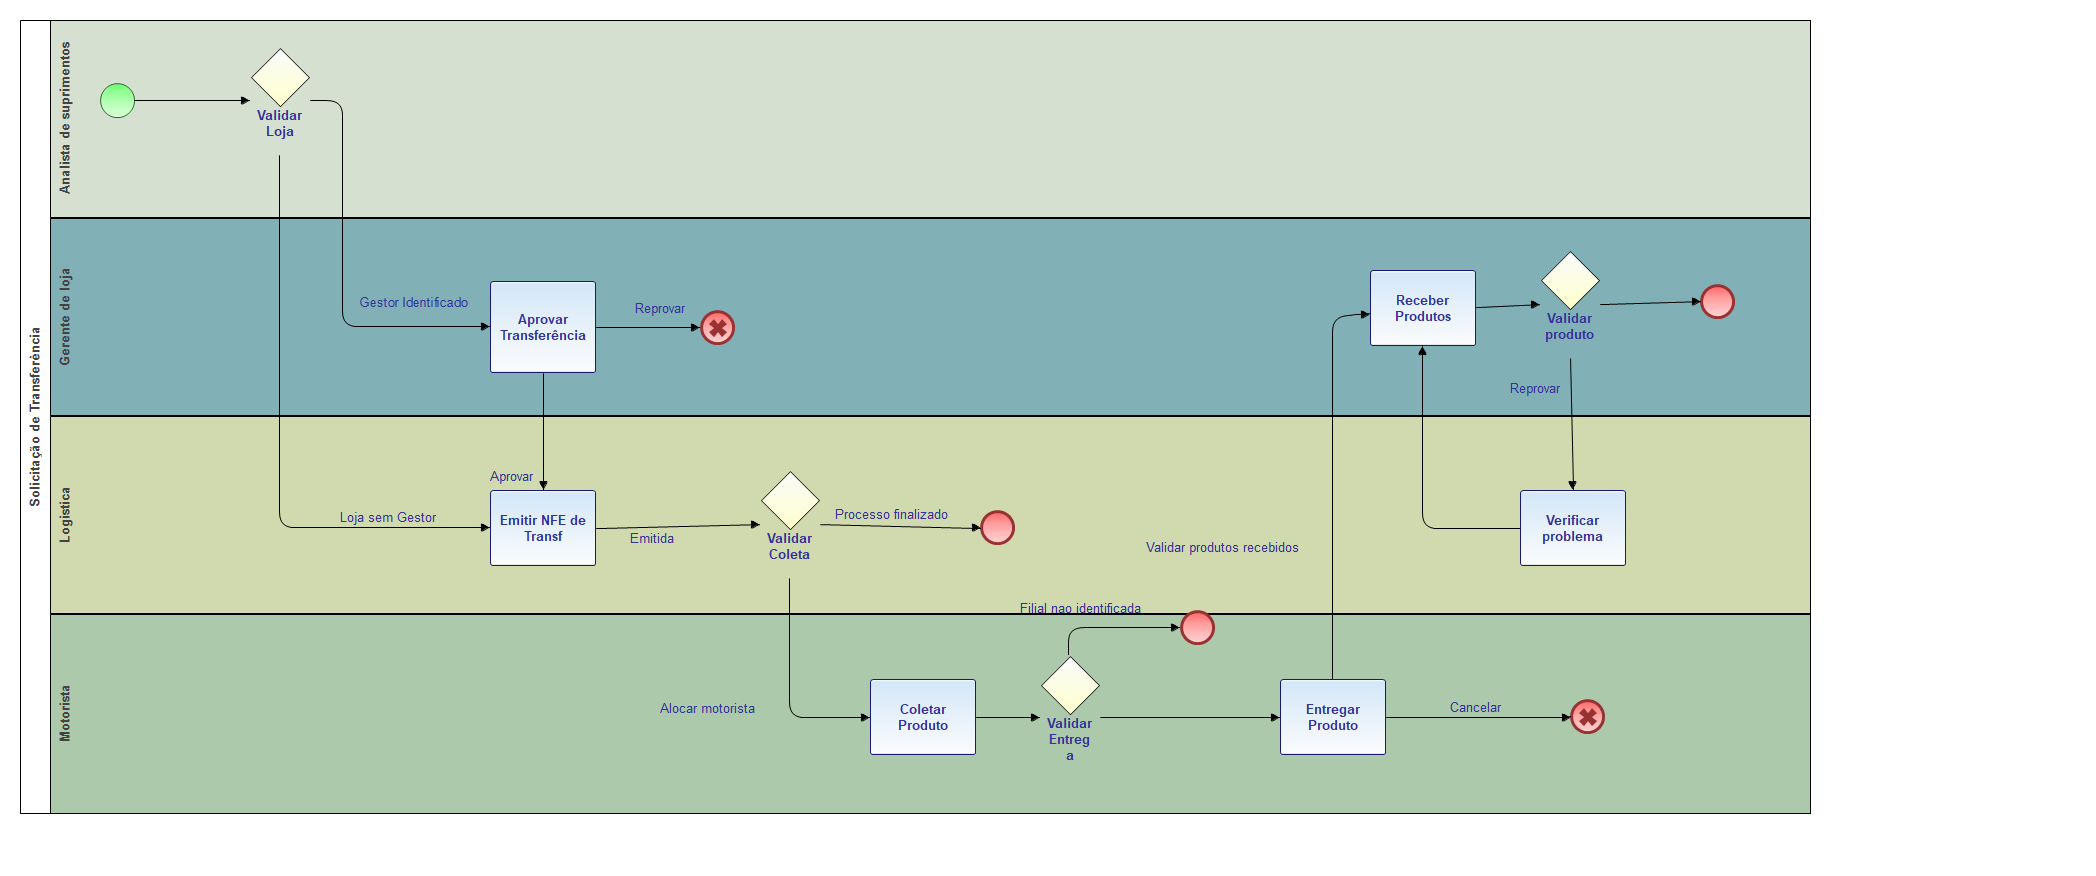 Solicitação de Transferência
Analista de suprimentos
Validar
Loja
Gerente de loja
Gestor Identificado
Aprovar
Transferência
Reprovar
Receber
Produtos
Validar
produto
Reprovar
Logistica
Aprovar
Loja sem Gestor
Emitir NFE de
Transf
Emitida
Validar
Coleta
Processo finalizado
Validar produtos recebidos
Verificar
problema
Filial nao identificada
Motorista
Alocar motorista
Coletar
Produto
Validar
Entreg
a
Entregar
Produto
Cancelar